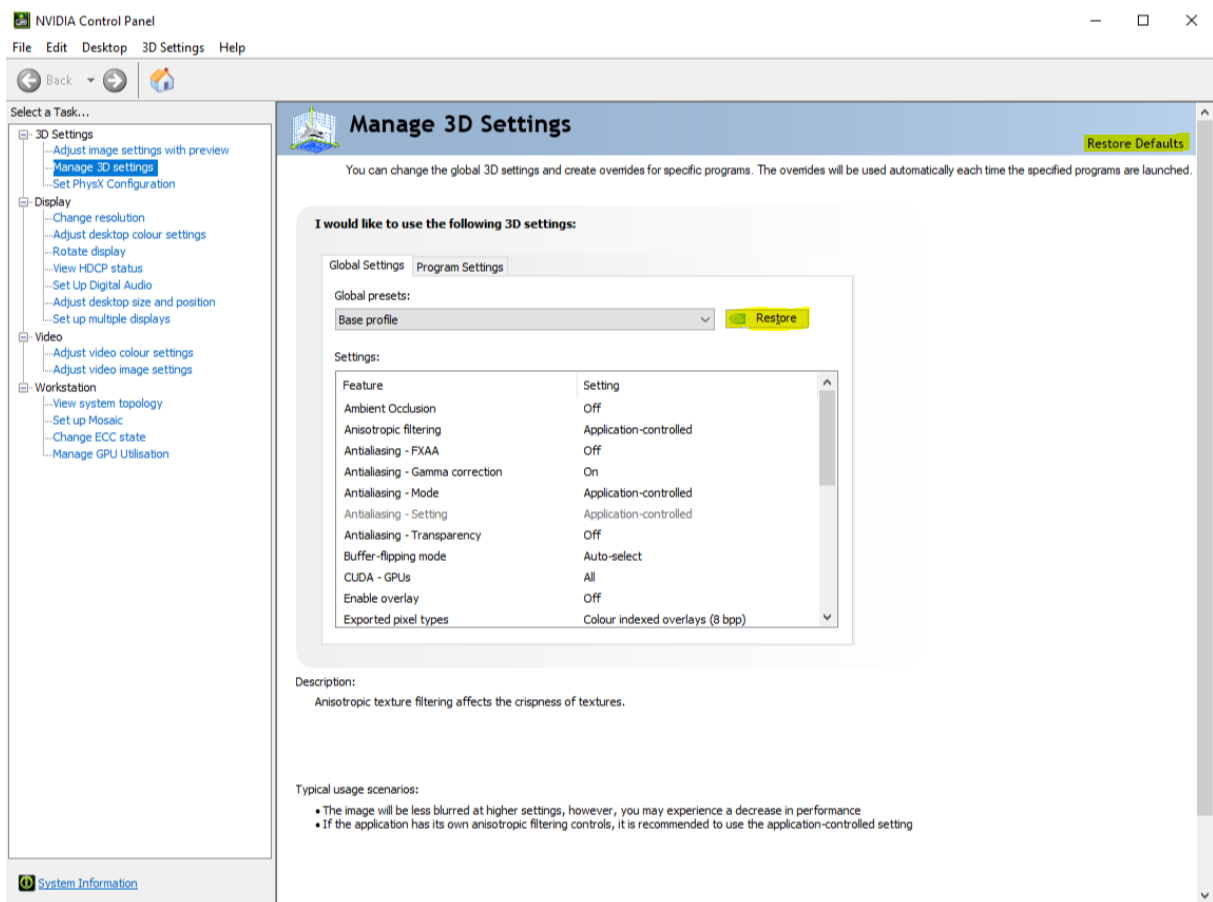 NVIDIA Control Panel
File Edit Desktop 3D Settings Help
Back
Select a Task...
3D Settings
Adjust image settings with preview
Manage 3D settings
Set PhysX Configuration
Display
Change resolution
Adjust desktop colour settings
Rotate display
View HDCP status
Set Up Digital Audio
Adjust desktop size and position
Set up multiple displays
Video
Adjust video colour settings
Adjust video image settings
Workstation
View system topology
Set up Mosaic
Change ECC state
Manage GPU Utilisation
System Information
Manage 3D Settings
Restore Defaults
You can change the global 3D settings and create overrides for specific programs. The overrides will be used automatically each time the specified programs are launched.
I would like to use the following 3D settings:
Global Settings Program Settings
Global presets:
Base profile Restore
Settings:
Feature Setting
Ambient Occlusion Off
Anisotropic filtering Application-controlled
Antialiasing - FXAA Off
Antialiasing - Gamma correction On
Antialiasing - Mode Application-controlled
Antialiasing - Setting Application-controlled
Antialiasing - Transparency Off
Buffer-flipping mode Auto-select
CUDA - GPUs All
Enable overlay Off
Exported pixel types Colour indexed overlays (8 bpp)
Description:
Anisotropic texture filtering affects the crispness of textures.
Typical usage scenarios:
• The image will be less blurred at higher settings, however, you may experience a decrease in performance
• If the application has its own anisotropic filtering controls, it is recommended to use the application-controlled setting